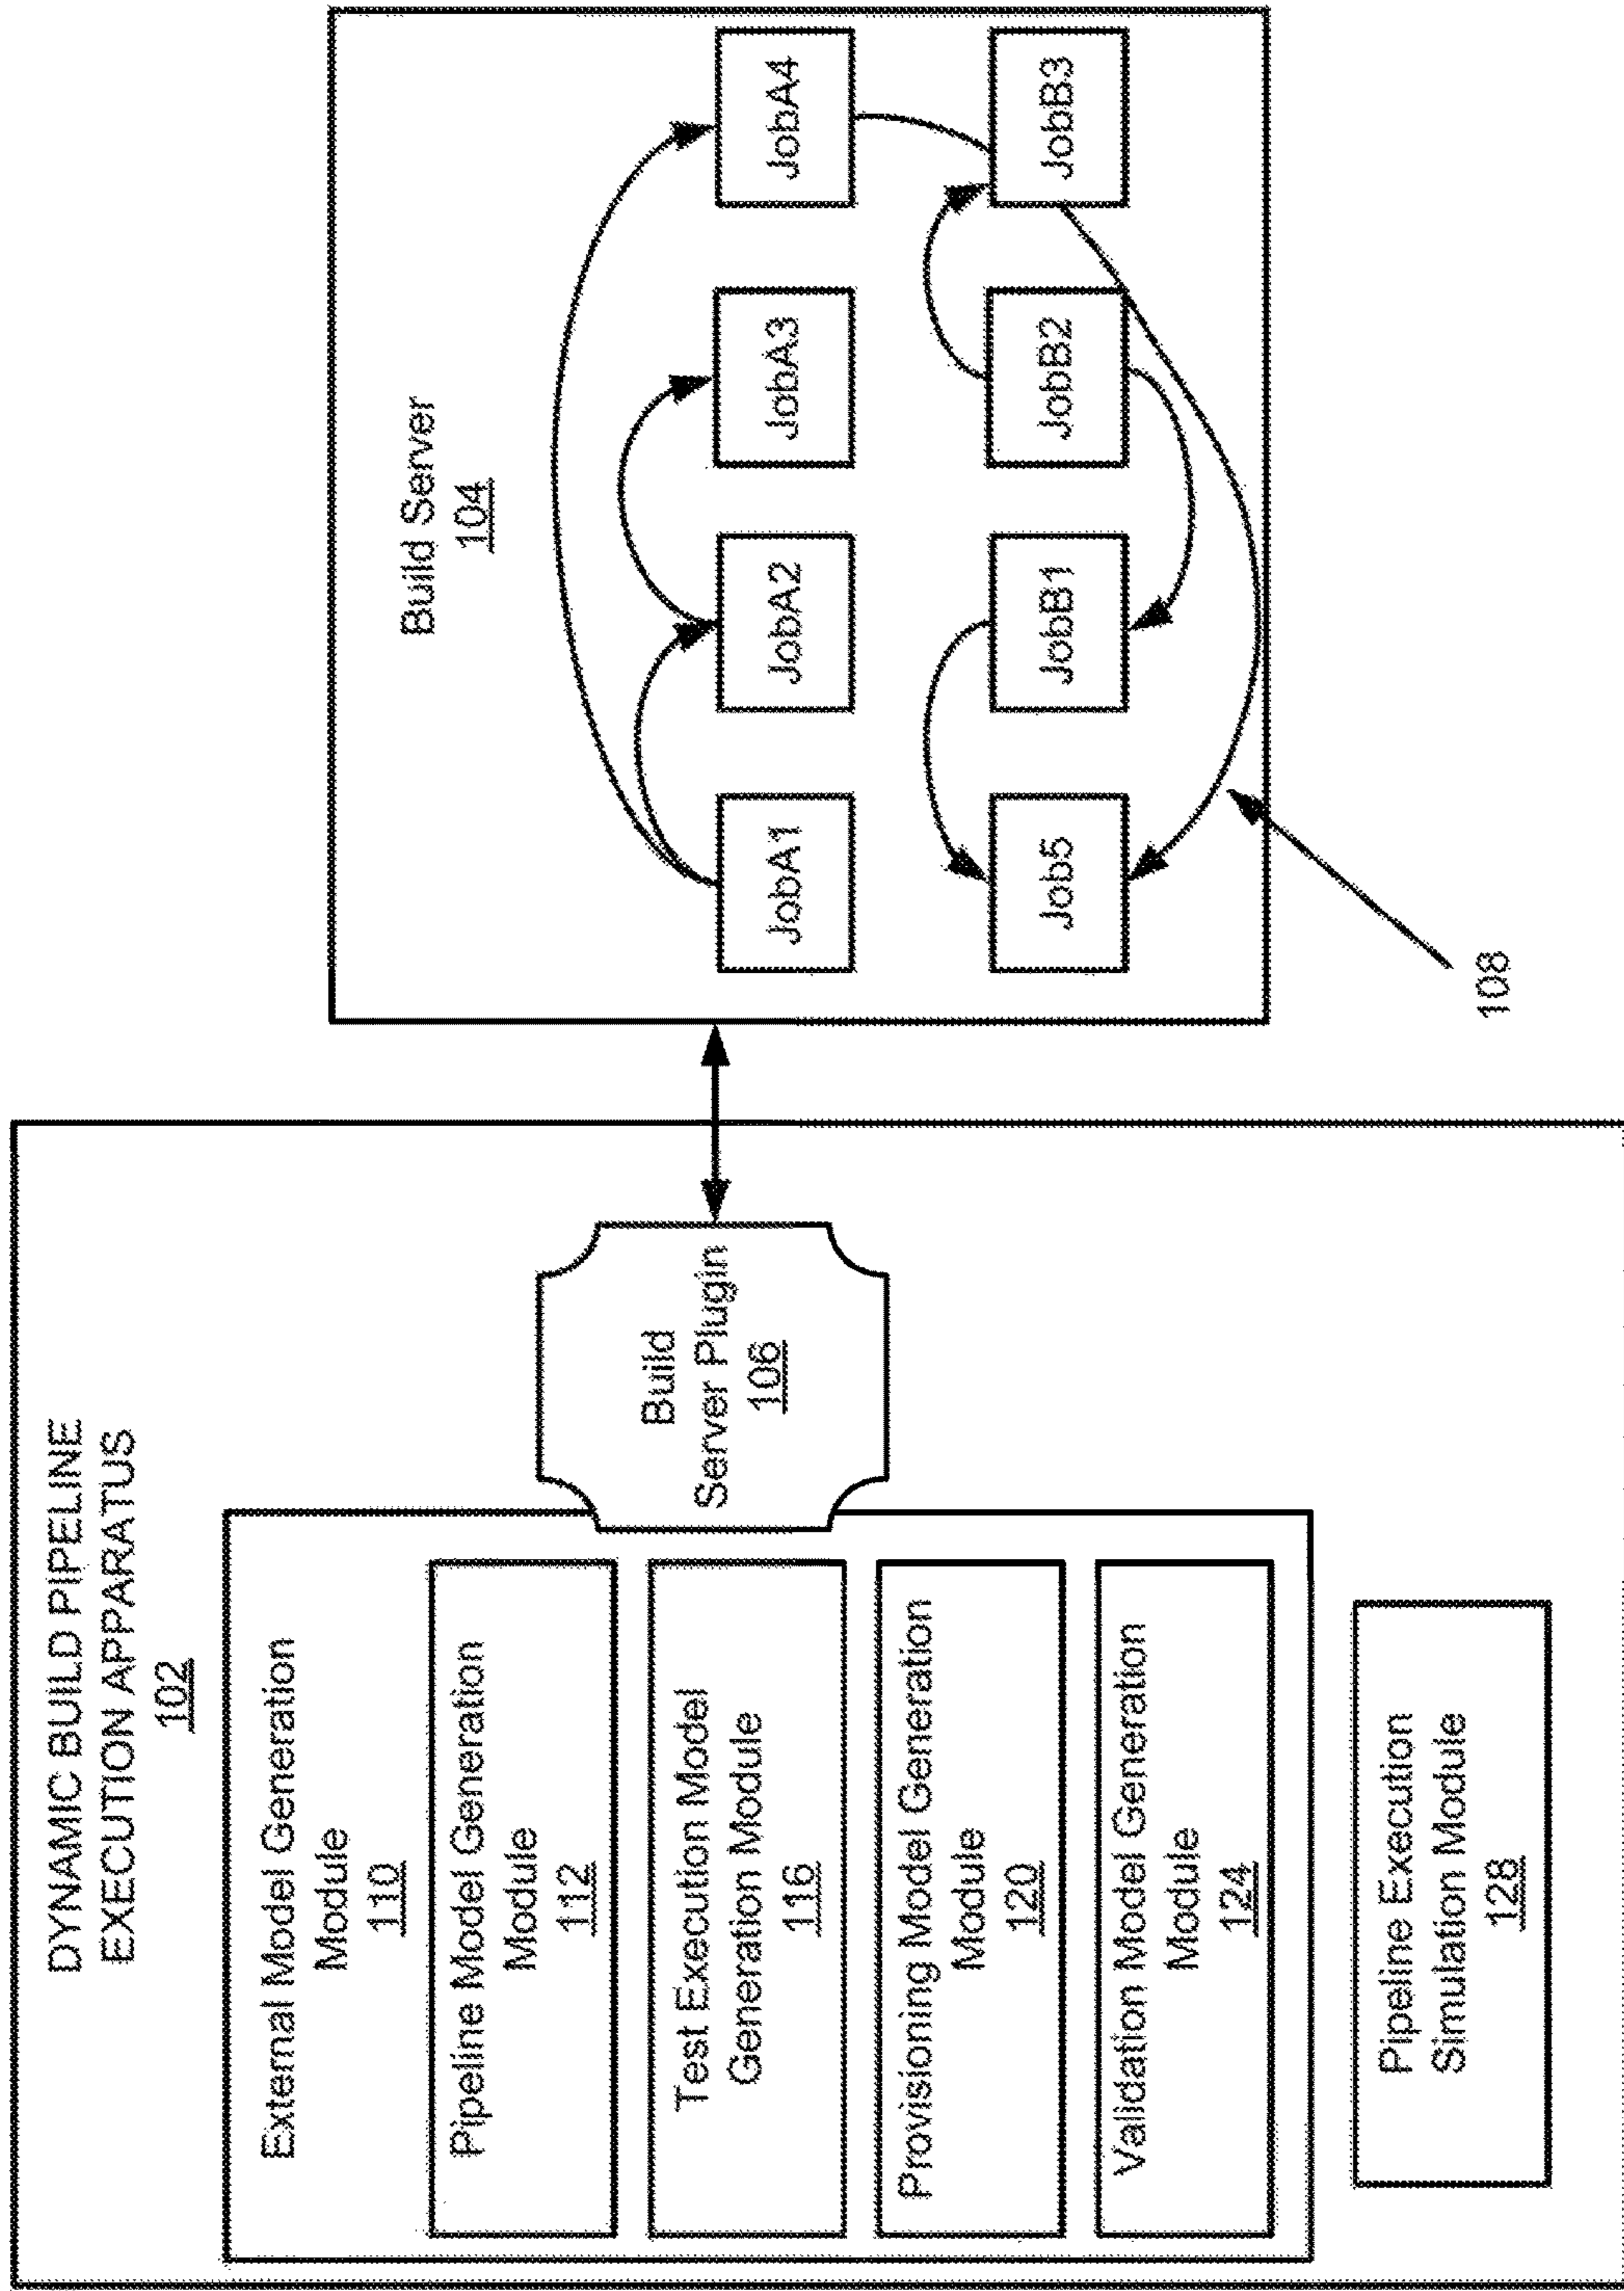 DYNAMIC BUILD PIPELINE
EXECUTION APPARATUS
102
External Model Generation
Module
110
Pipeline Model Generation
Module
112
Test Execution Model
Generation Module
116
Provisioning Model Generation
Module
120
Validation Model Generation
Module
124
Pipeline Execution
Simulation Module
128
Build
Server Plugin
106
Build Server
104
JobA1
JobA2
JobA3
JobA4
Job5
JobB1
JobB2
JobB3
108